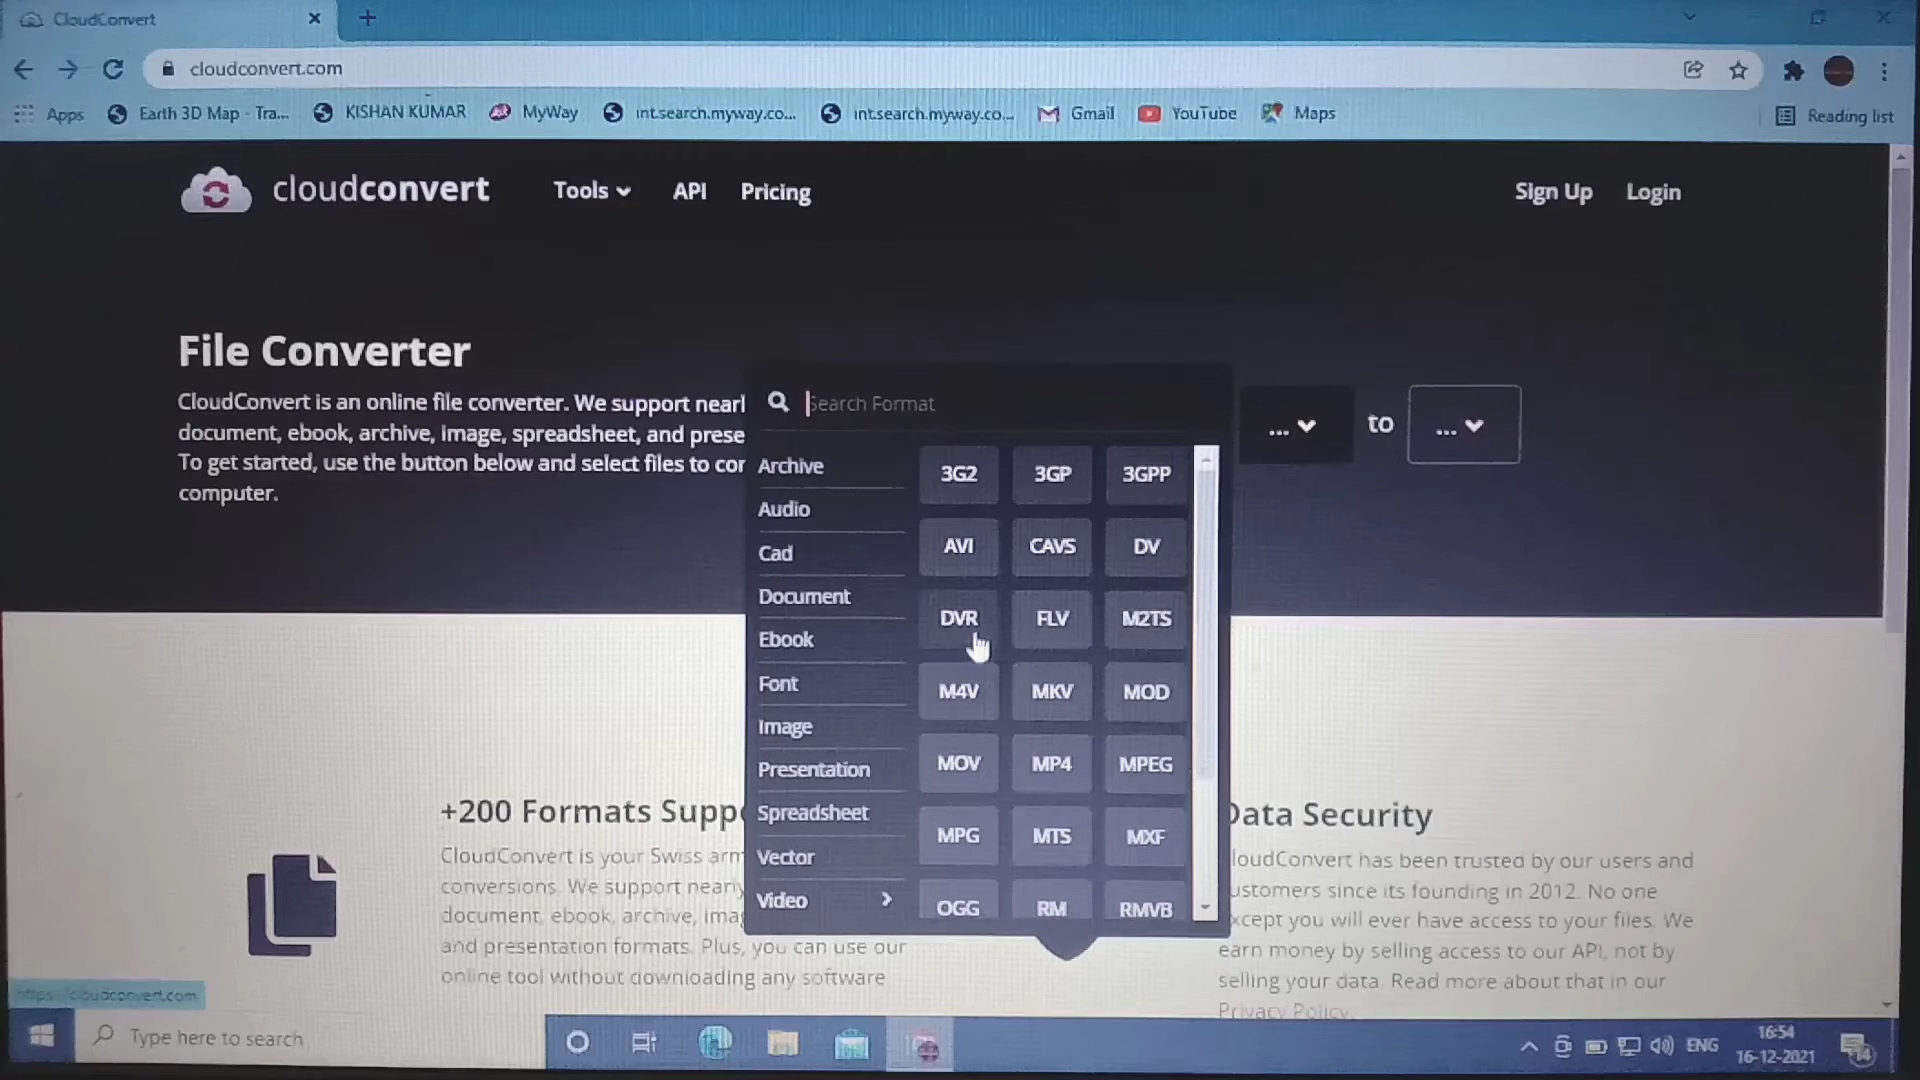 CloudConvert
cloudconvert.com
Apps
Earth 3D Map - Tra...
KISHAN KUMAR
MyWay
int.search.myway.co...
int.search.myway.co...
Gmail
YouTube
Maps
Reading list
cloudconvert
Tools
API
Pricing
Sign Up
Login
File Converter
CloudConvert is an online file converter. We support nearl
document, ebook, archive, image, spreadsheet, and prese
To get started, use the button below and select files to cor
computer.
Search Format
... to ...
Archive
Audio
Cad
Document
Ebook
Font
Image
Presentation
Spreadsheet
Vector
Video
3G2 3GP 3GPP
AVI CAVS DV
DVR FLV M2TS
M4V MKV MOD
MOV MP4 MPEG
MPG MTS MXF
OGG RM RMVB
+200 Formats Suppo
CloudConvert is your Swiss arm
conversions. We support nearly
document, ebook, archive, imag
and presentation formats. Plus, you can use our
online tool without downloading any software
Data Security
loudConvert has been trusted by our users and
ustomers since its founding in 2012. No one
xcept you will ever have access to your files. We
earn money by selling access to our API, not by
selling your data. Read more about that in our
Privacy Policy.
https://cloudconvert.com
Type here to search
ENG
16:54
16-12-2021
14